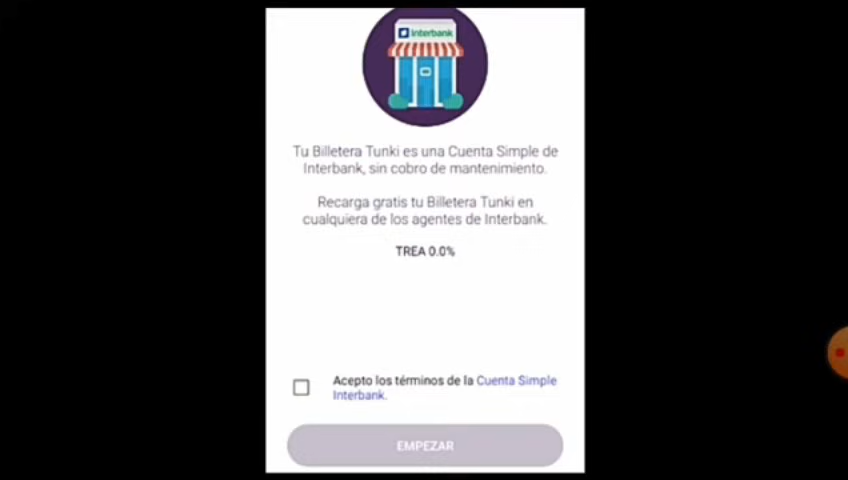 Interbank
Tu Billetera Tunki es una Cuenta Simple de
Interbank, sin cobro de mantenimiento.
Recarga gratis tu Billetera Tunki en
cualquiera de los agentes de Interbank.
TREA 0.0%
Acepto los términos de la Cuenta Simple
Interbank.
EMPEZAR